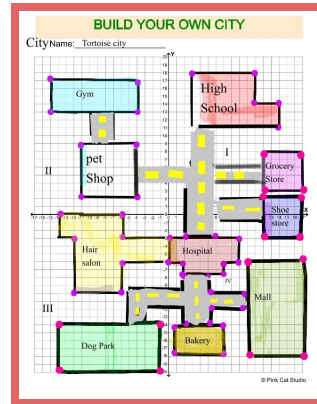 BUILD YOUR OWN CITY
City Name: Tortoise city
Gym
High
School
pet
Shop
I
Grocery
Store
II
Shoe
store
Hair
salon
Hospital
IV
Mall
III
Dog Park
Bakery
© Pink Cat Studio